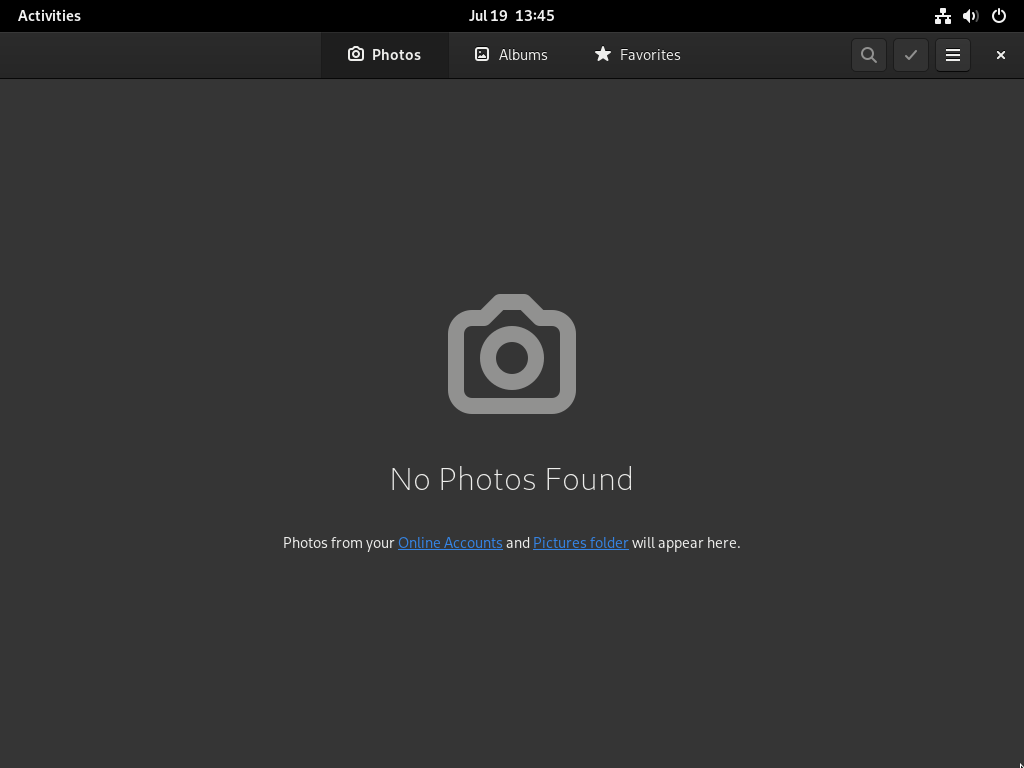 Activities
Jul 19 13:45
Photos
Albums
Favorites
No Photos Found
Photos from your Online Accounts and Pictures folder will appear here.